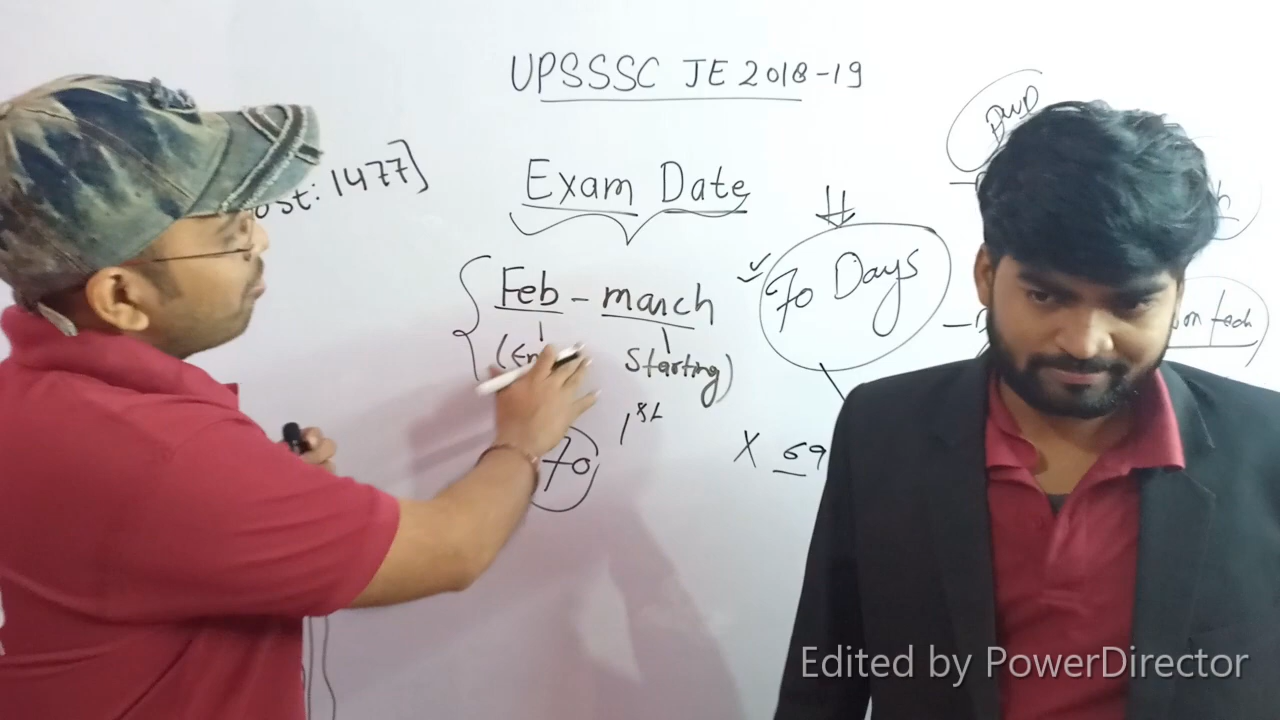 UPSSSC JE 2018-19
PWD
ost: 1477]
Exam Date
70 Days
Feb - march
Starting)
1st
70
X 69
Edited by PowerDirector